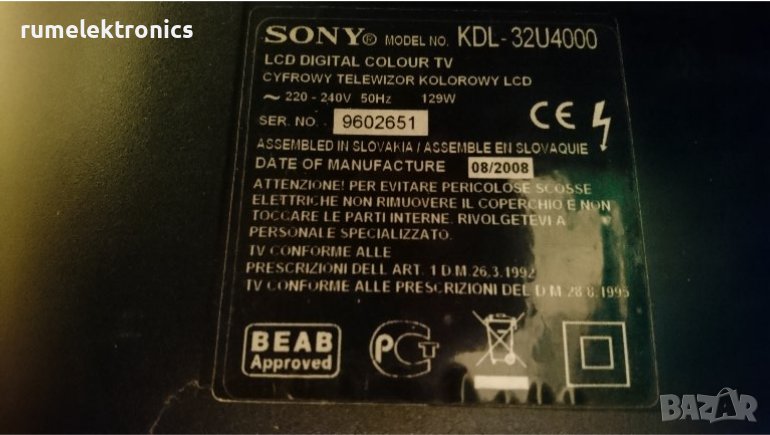 rumelektronics
SONY® MODEL NO. KDL-32U4000
LCD DIGITAL COLOUR TV
CYFROWY TELEWIZOR KOLOROWY LCD
~ 220 - 240V 50Hz 129W
SER. NO. 9602651
CE
ASSEMBLED IN SLOVAKIA / ASSEMBLE EN SLOVAQUIE
DATE OF MANUFACTURE 08/2008
ATTENZIONE! PER EVITARE PERICOLOSE SCOSSE
ELETTRICHE NON RIMUOVERE IL COPERCHIO E NON
TOCCARE LE PARTI INTERNE. RIVOLGETEVI A
PERSONALE SPECIALIZZATO.
TV CONFORME ALLE
PRESCRIZIONI DELL ART. 1 D M. 26.3.1992
TV CONFORME ALLE PRESCRIZIONI DEL D M 28 8.1995
BEAB
Approved
PCT
BAZAR